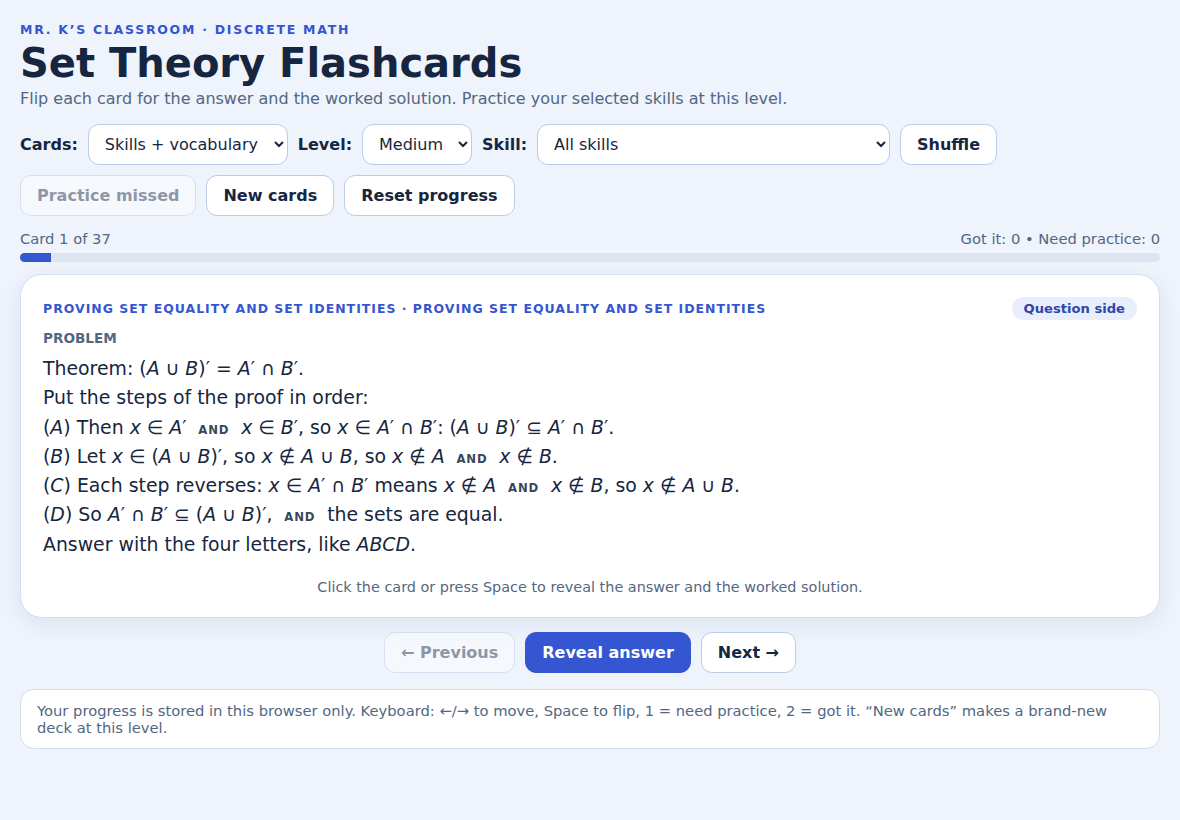 MR. K’S CLASSROOM · DISCRETE MATH
Set Theory Flashcards
Flip each card for the answer and the worked solution. Practice your selected skills at this level.
Cards: Skills + vocabulary Level: Medium Skill: All skills Shuffle
Practice missed New cards Reset progress
Card 1 of 37 Got it: 0 • Need practice: 0
PROVING SET EQUALITY AND SET IDENTITIES · PROVING SET EQUALITY AND SET IDENTITIES Question side
PROBLEM
Theorem: (A ∪ B)′ = A′ ∩ B′.
Put the steps of the proof in order:
(A) Then x ∈ A′ AND x ∈ B′, so x ∈ A′ ∩ B′: (A ∪ B)′ ⊆ A′ ∩ B′.
(B) Let x ∈ (A ∪ B)′, so x ∉ A ∪ B, so x ∉ A AND x ∉ B.
(C) Each step reverses: x ∈ A′ ∩ B′ means x ∉ A AND x ∉ B, so x ∉ A ∪ B.
(D) So A′ ∩ B′ ⊆ (A ∪ B)′, AND the sets are equal.
Answer with the four letters, like ABCD.
Click the card or press Space to reveal the answer and the worked solution.
← Previous Reveal answer Next →
Your progress is stored in this browser only. Keyboard: ←/→ to move, Space to flip, 1 = need practice, 2 = got it. “New cards” makes a brand-new
deck at this level.